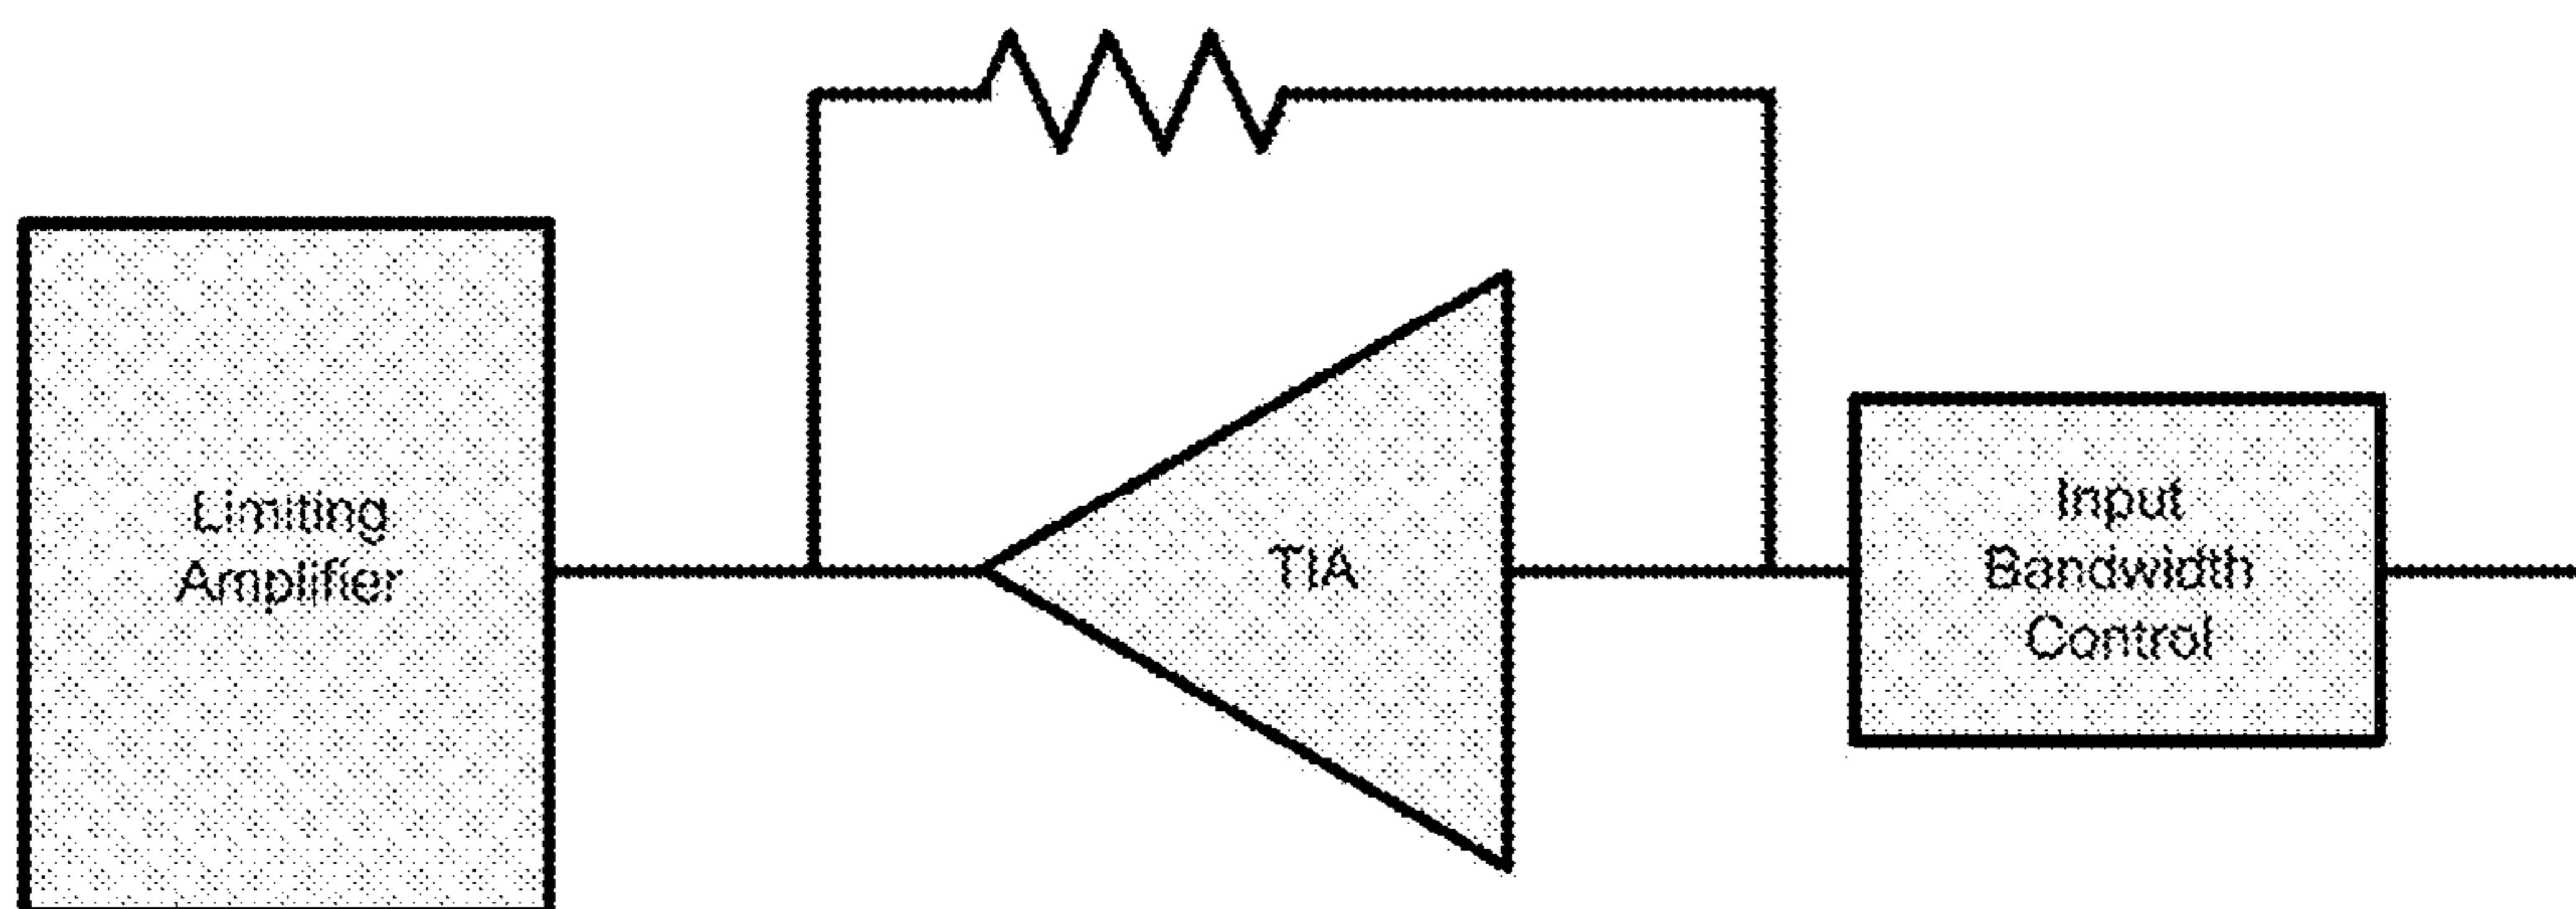 Limiting
Amplifier
TIA
Input
Bandwidth
Control